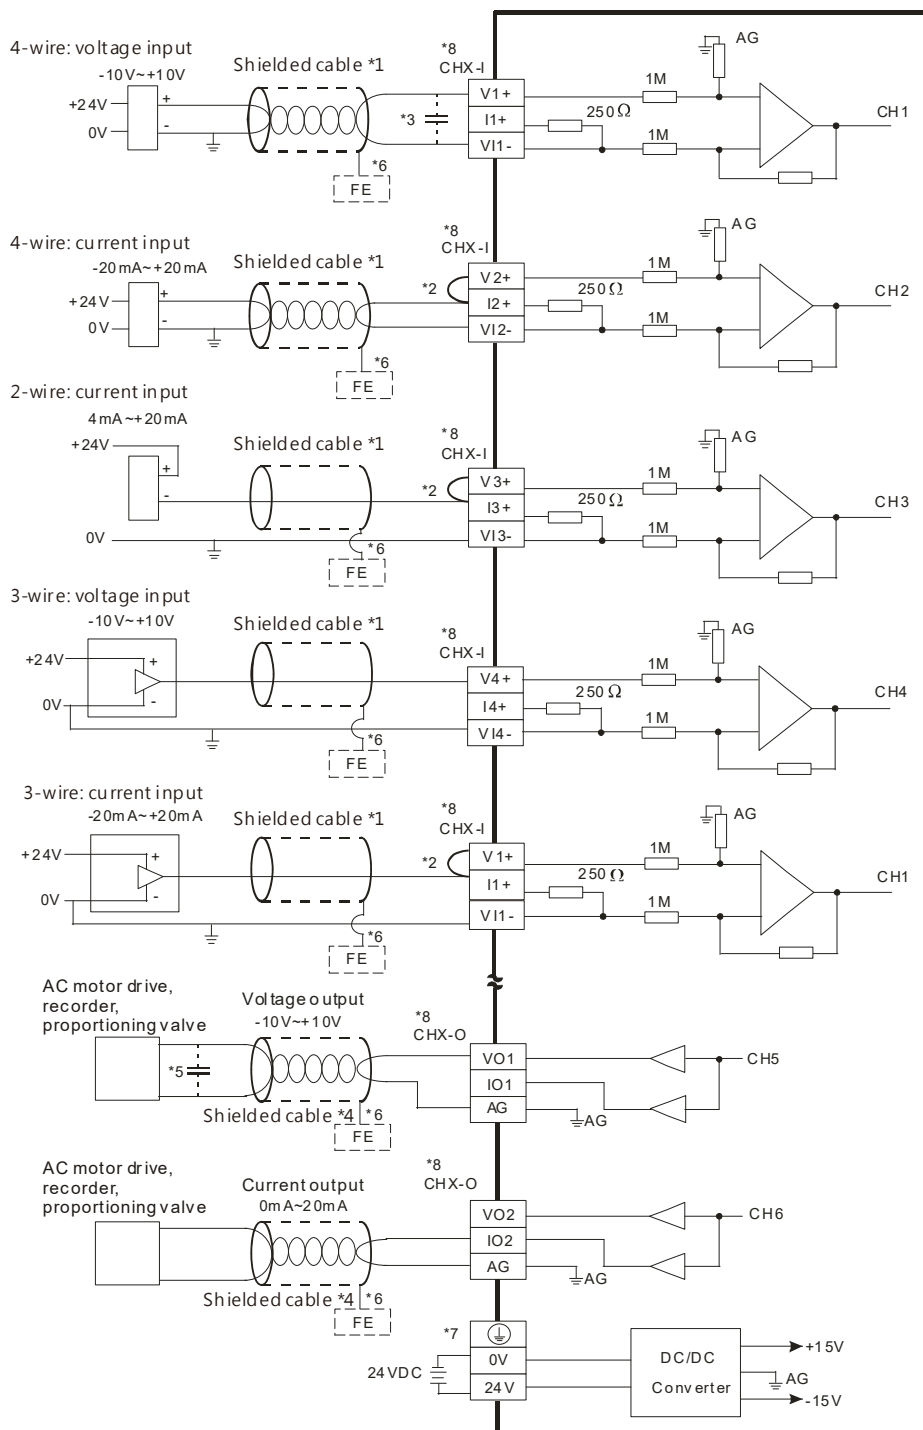 4-wire: voltage input
-10V~+10V
+24V
0V
+
-
Shielded cable *1
*3
*6
FE
*8
CHX-I
V1+
I1+
VI1-
250Ω
1M
1M
AG
CH1
4-wire: current input
-20mA~+20mA
+24V
0V
+
-
Shielded cable *1
*2
*6
FE
*8
CHX-I
V2+
I2+
VI2-
250Ω
1M
1M
AG
CH2
2-wire: current input
4mA~+20mA
+24V
+
-
0V
Shielded cable *1
*2
*6
FE
*8
CHX-I
V3+
I3+
VI3-
250Ω
1M
1M
AG
CH3
3-wire: voltage input
-10V~+10V
+24V
0V
+
-
Shielded cable *1
*6
FE
*8
CHX-I
V4+
I4+
VI4-
250Ω
1M
1M
AG
CH4
3-wire: current input
-20mA~+20mA
+24V
0V
+
-
Shielded cable *1
*2
*6
FE
*8
CHX-I
V1+
I1+
VI1-
250Ω
1M
1M
AG
CH1
AC motor drive,
recorder,
proportioning valve
Voltage output
-10V~+10V
*5
Shielded cable *4
*6
FE
*8
CHX-O
VO1
IO1
AG
AG
CH5
AC motor drive,
recorder,
proportioning valve
Current output
0mA~20mA
Shielded cable *4
*6
FE
*8
CHX-O
VO2
IO2
AG
AG
CH6
*7
24VDC
0V
24V
DC/DC
Converter
+15V
AG
-15V